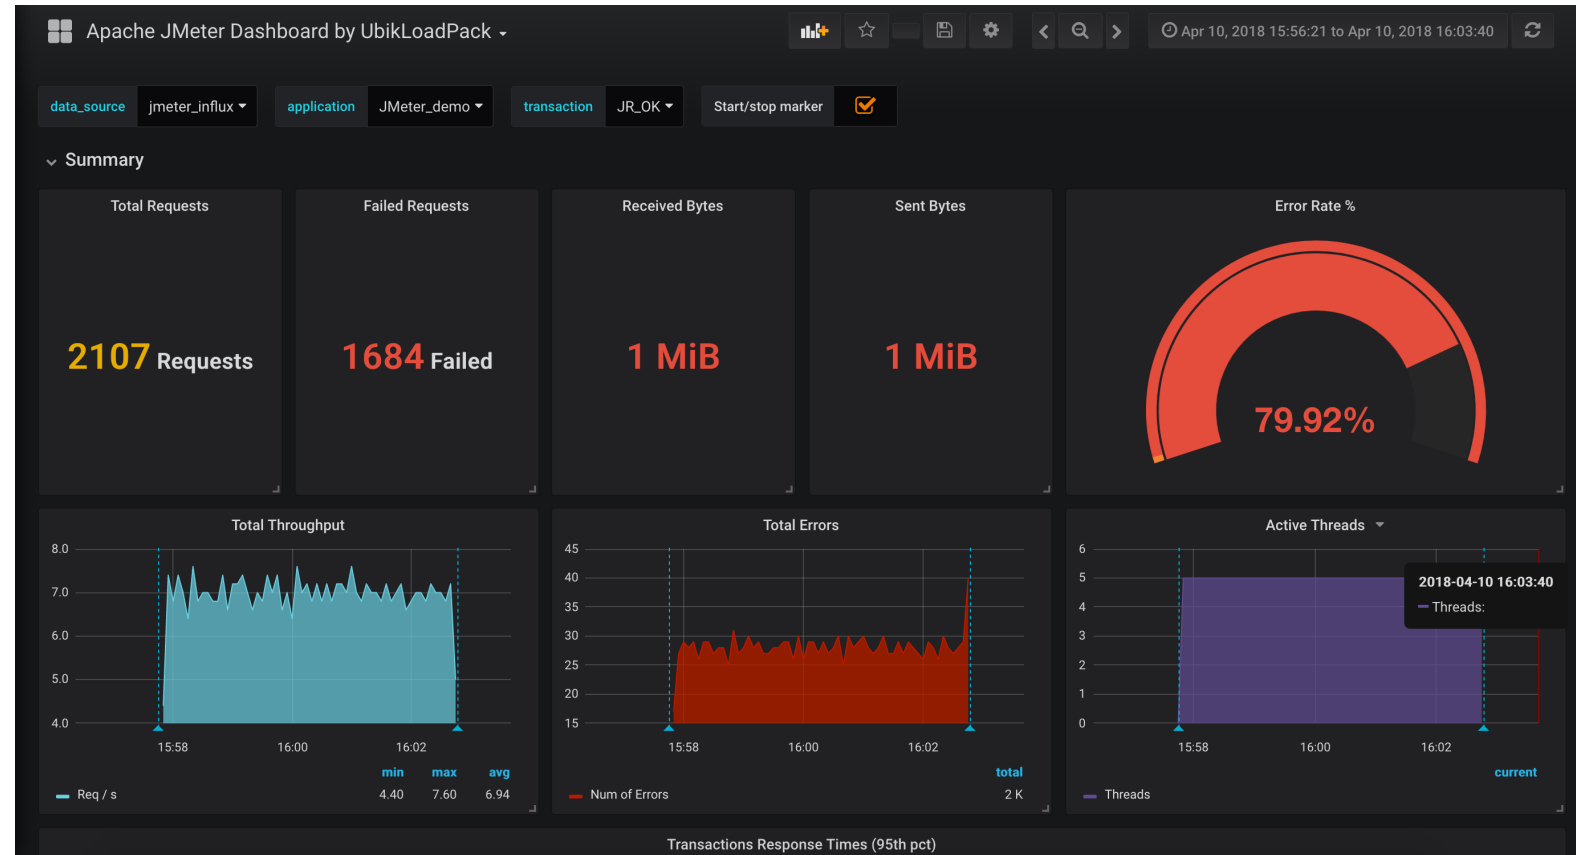 Apache JMeter Dashboard by UbikLoadPack
Apr 10, 2018 15:56:21 to Apr 10, 2018 16:03:40
data_source jmeter_influx application JMeter_demo transaction JR_OK Start/stop marker
Summary
Total Requests
2107 Requests
Failed Requests
1684 Failed
Received Bytes
1 MiB
Sent Bytes
1 MiB
Error Rate %
79.92%
Total Throughput
8.0
7.0
6.0
5.0
4.0
15:58 16:00 16:02
min max avg
Req / s 4.40 7.60 6.94
Total Errors
45
40
35
30
25
20
15
15:58 16:00 16:02
total
Num of Errors 2 K
Active Threads
6
5
4
3
2
1
0
2018-04-10 16:03:40
Threads:
15:58 16:00 16:02
current
Threads
Transactions Response Times (95th pct)